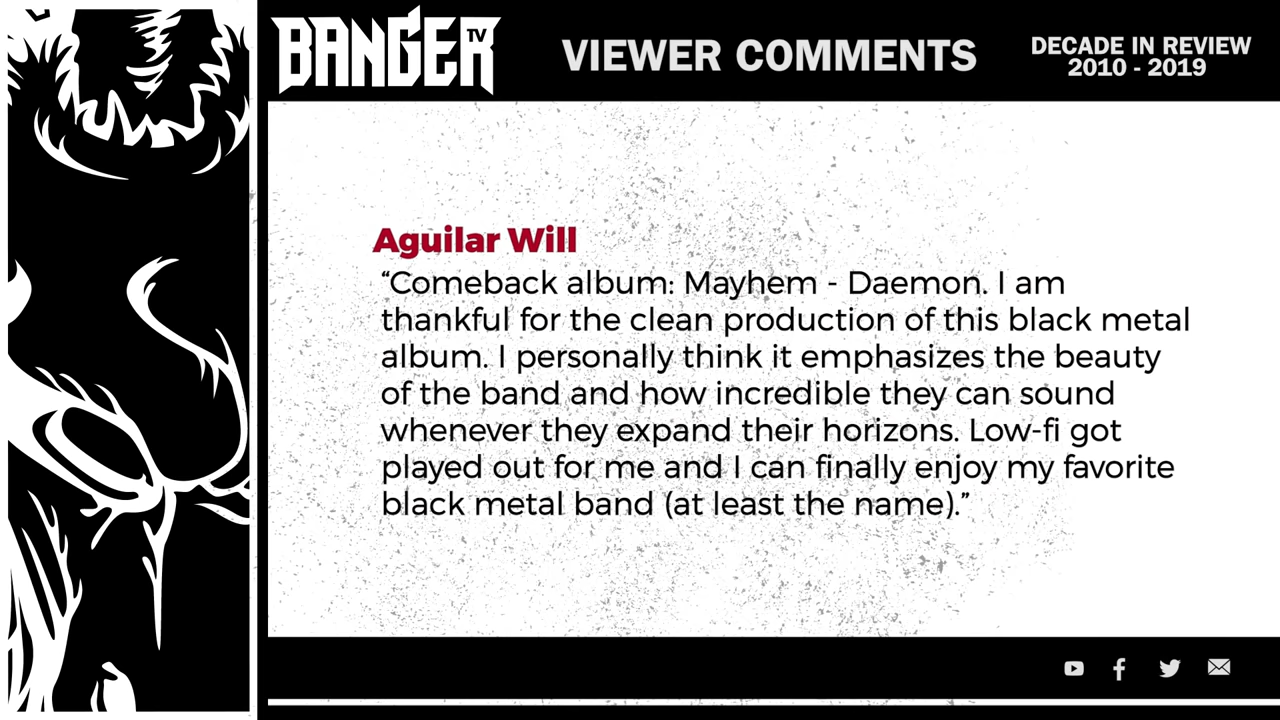 BANGER TV
VIEWER COMMENTS
DECADE IN REVIEW
2010 - 2019
Aguilar Will
“Comeback album: Mayhem - Daemon. I am
thankful for the clean production of this black metal
album. I personally think it emphasizes the beauty
of the band and how incredible they can sound
whenever they expand their horizons. Low-fi got
played out for me and I can finally enjoy my favorite
black metal band (at least the name).”